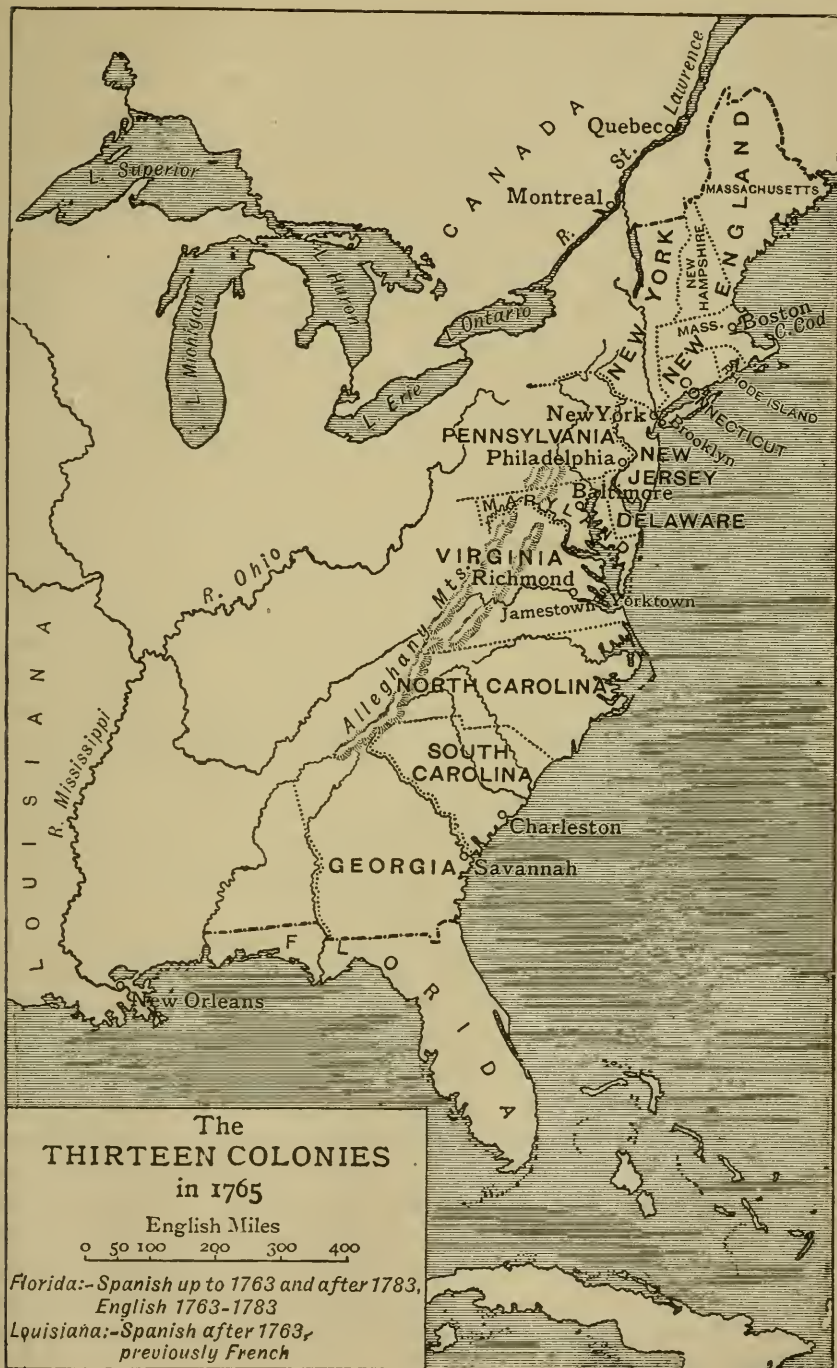 L. Superior
L. Michigan
L. Huron
Ontario
L. Erie
CANADA
Quebec
R. St. Lawrence
Montreal
NEW ENGLAND
MASSACHUSETTS
NEW YORK
NEW
HAMPSHIRE
MASS.
Boston
C. Cod
RHODE ISLAND
CONNECTICUT
New York
Brooklyn
PENNSYLVANIA
Philadelphia
NEW
JERSEY
Baltimore
MARYLAND
DELAWARE
VIRGINIA
Richmond
Jamestown
Yorktown
R. Ohio
Alleghany Mts.
NORTH CAROLINA
SOUTH
CAROLINA
Charleston
GEORGIA
Savannah
LOUISIANA
R. Mississippi
New Orleans
FLORIDA
The
THIRTEEN COLONIES
in 1765
English Miles
0 50 100 200 300 400
Florida:-Spanish up to 1763 and after 1783,
English 1763-1783
Louisiana:-Spanish after 1763,
previously French